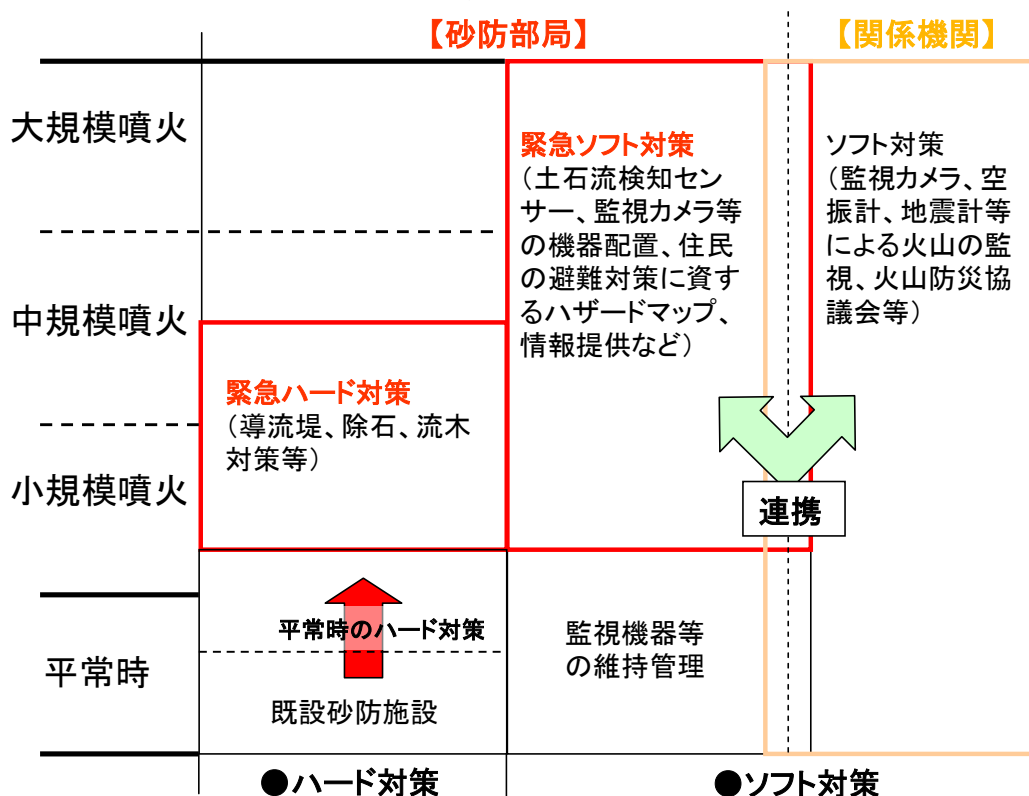 【砂防部局】
【関係機関】
大規模噴火
中規模噴火
小規模噴火
平常時
緊急ソフト対策
（土石流検知セン
サー、監視カメラ等
の機器配置、住民
の避難対策に資す
るハザードマップ、
情報提供など）
ソフト対策
（監視カメラ、空
振計、地震計等
による火山の監
視、火山防災協
議会等）
緊急ハード対策
（導流堤、除石、流木
対策等）
連携
平常時のハード対策
既設砂防施設
監視機器等
の維持管理
●ハード対策
●ソフト対策